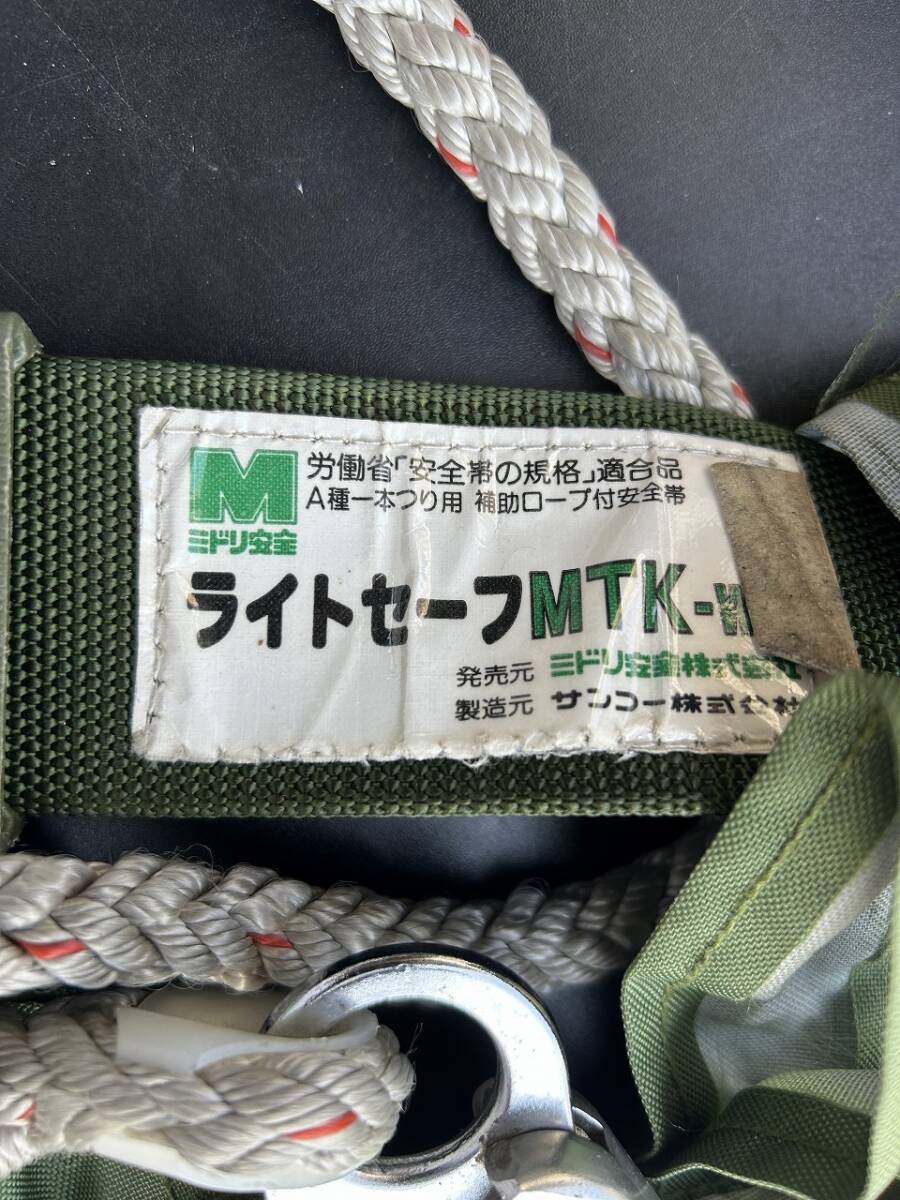 M
ミドリ安全
労働省「安全帯の規格」適合品
A種一本つり用 補助ロープ付安全帯
ライトセーフMTK-
発売元 ミドリ安全株式会社
製造元 サンコー株式会社